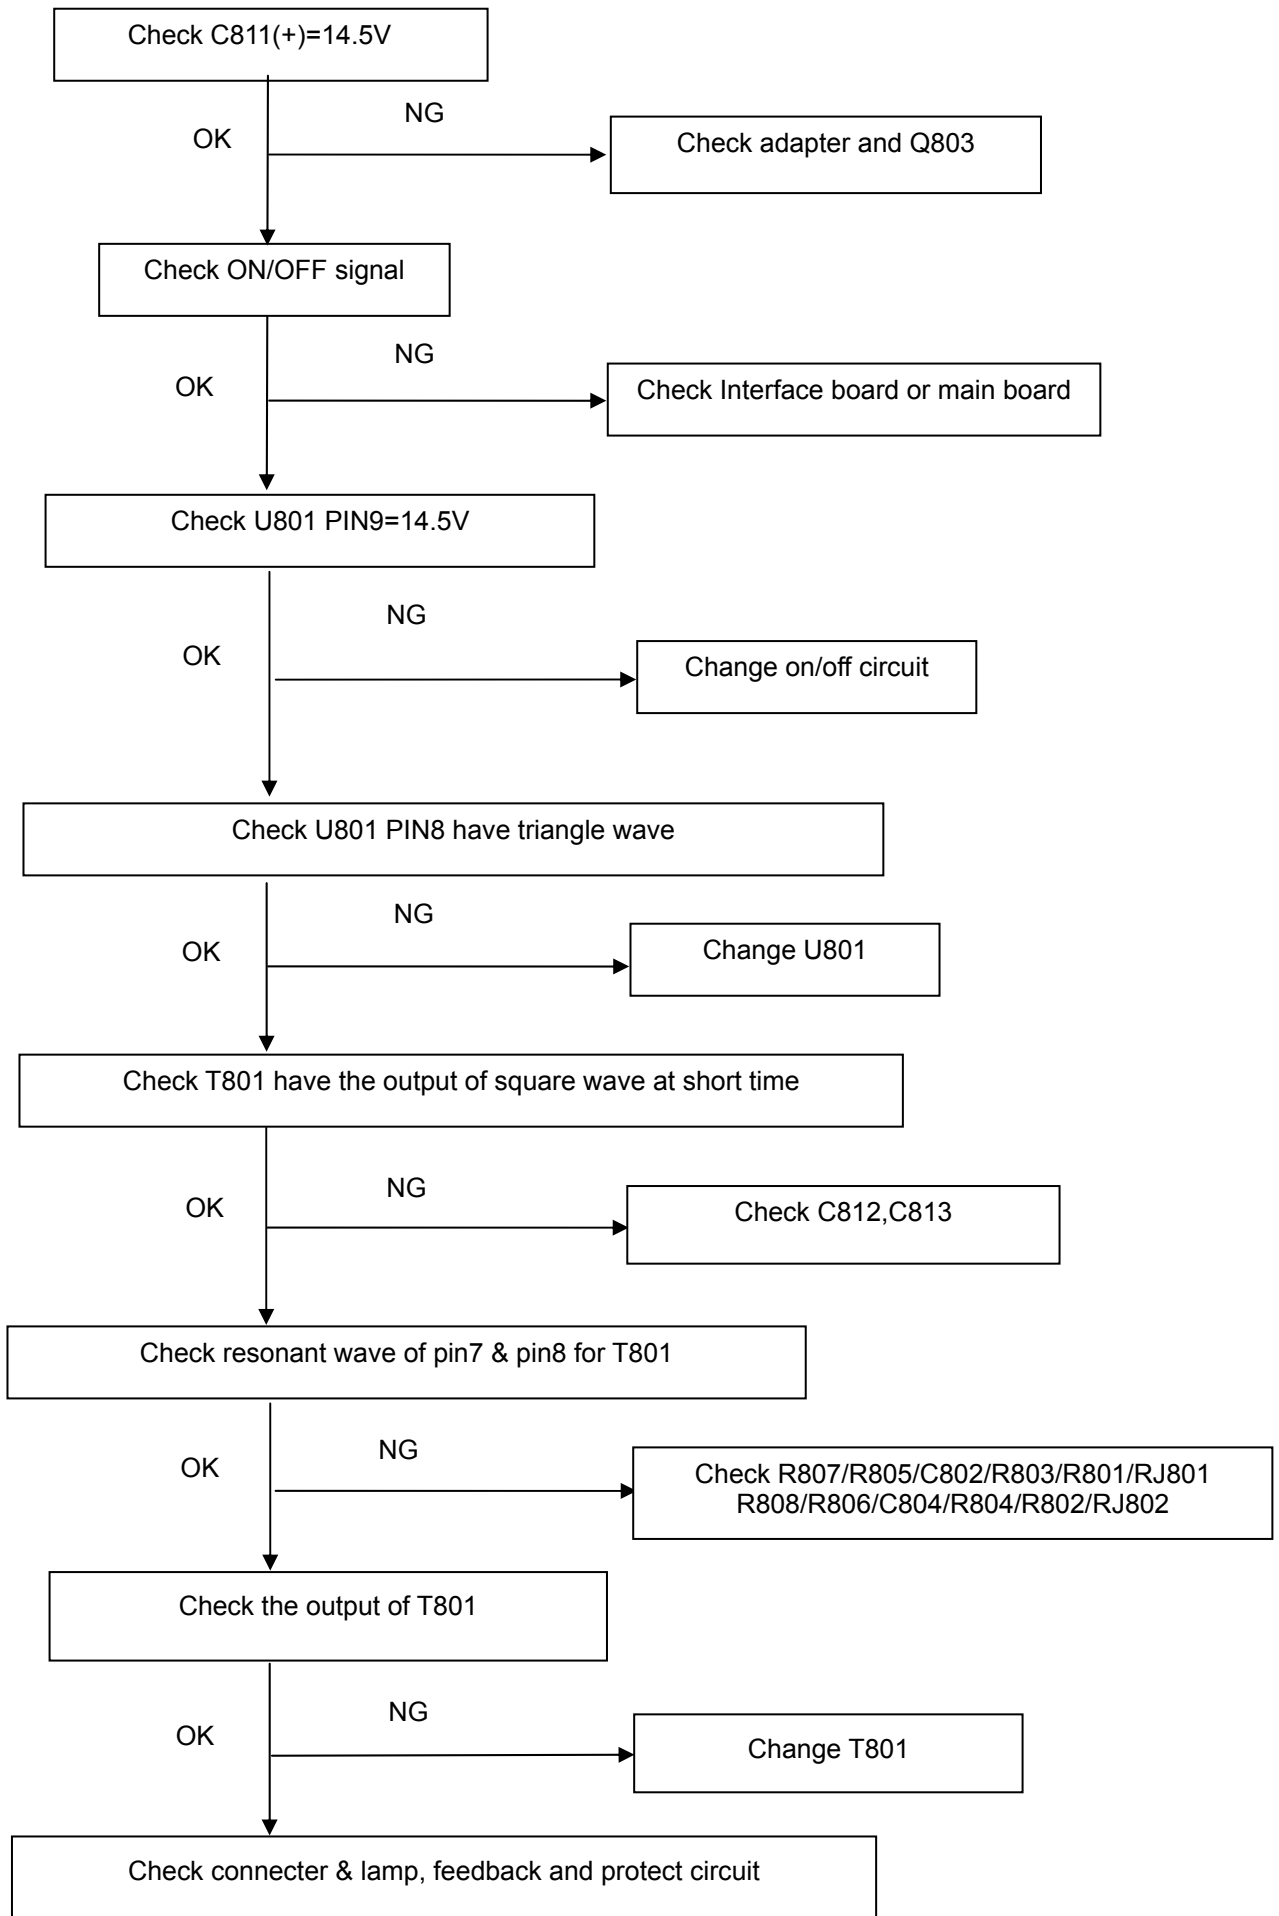 Check C811(+)=14.5V
NG
OK
Check adapter and Q803
Check ON/OFF signal
NG
OK
Check Interface board or main board
Check U801 PIN9=14.5V
NG
OK
Change on/off circuit
Check U801 PIN8 have triangle wave
NG
OK
Change U801
Check T801 have the output of square wave at short time
NG
OK
Check C812,C813
Check resonant wave of pin7 & pin8 for T801
NG
OK
Check R807/R805/C802/R803/R801/RJ801
R808/R806/C804/R804/R802/RJ802
Check the output of T801
NG
OK
Change T801
Check connecter & lamp, feedback and protect circuit